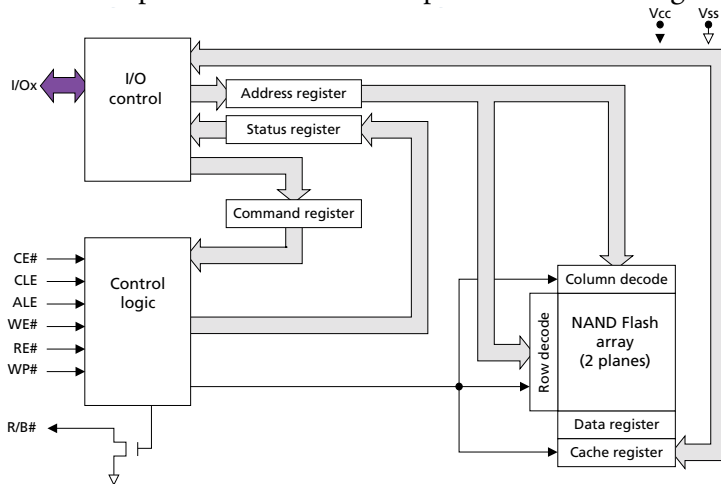 Vcc
Vss
I/Ox
I/O
control
Address register
Status register
Command register
CE#
CLE
ALE
WE#
RE#
WP#
Control
logic
Column decode
Row decode
NAND Flash
array
(2 planes)
Data register
Cache register
R/B#